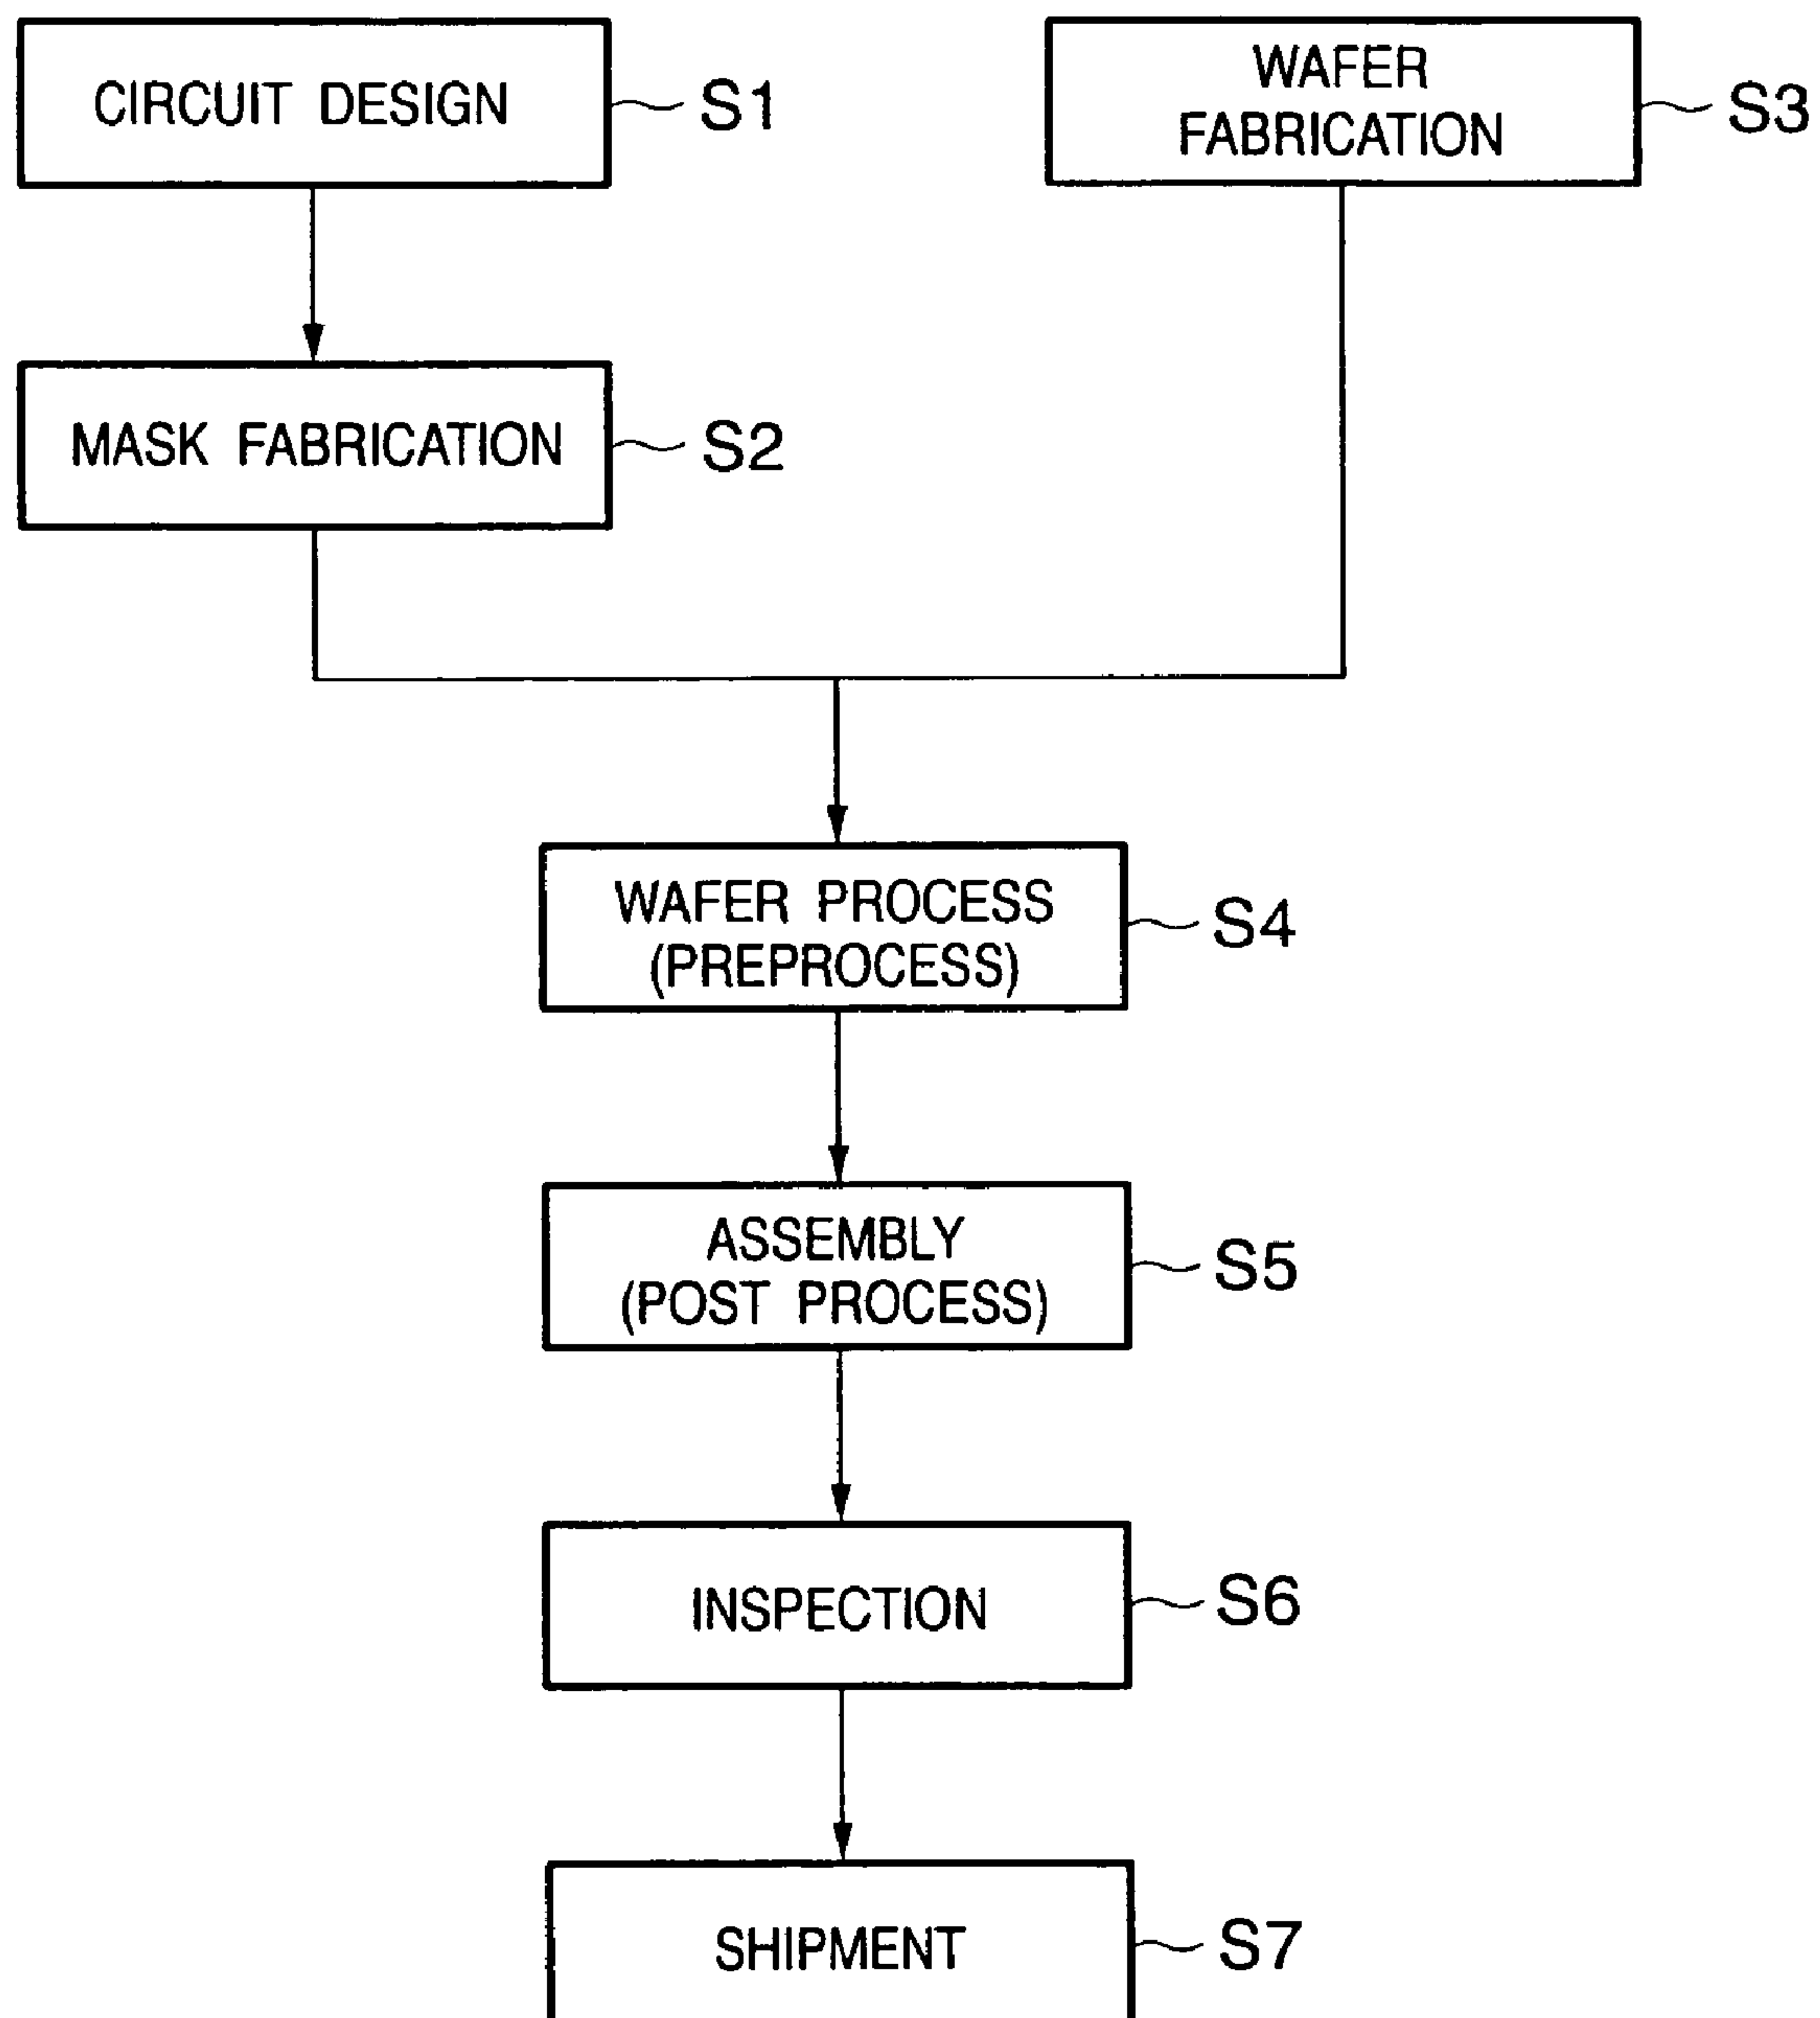 CIRCUIT DESIGN
S1
WAFER
FABRICATION
S3
MASK FABRICATION
S2
WAFER PROCESS
(PREPROCESS)
S4
ASSEMBLY
(POST PROCESS)
S5
INSPECTION
S6
SHIPMENT
S7